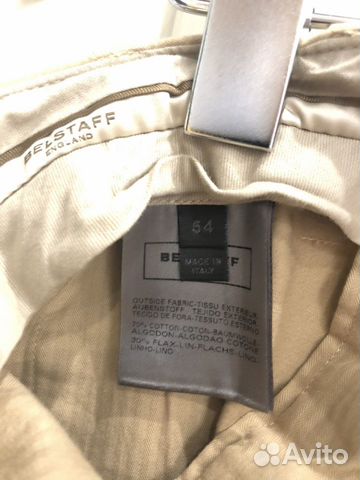 BELSTAFF
ENGLAND
54
MADE IN
ITALY
OUTSIDE FABRIC-TISSU EXTERIEUR
AUßENSTOFF TEJIDO EXTERIOR
TECIDO DE FORA-TESSUTO ESTERNO
70% COTTON-COTON-BAUMWOLLE
ALGODON-ALGODAO COTONE
30% FLAX-LIN-FLACHS-LINO
LINHO-LINO
Avito